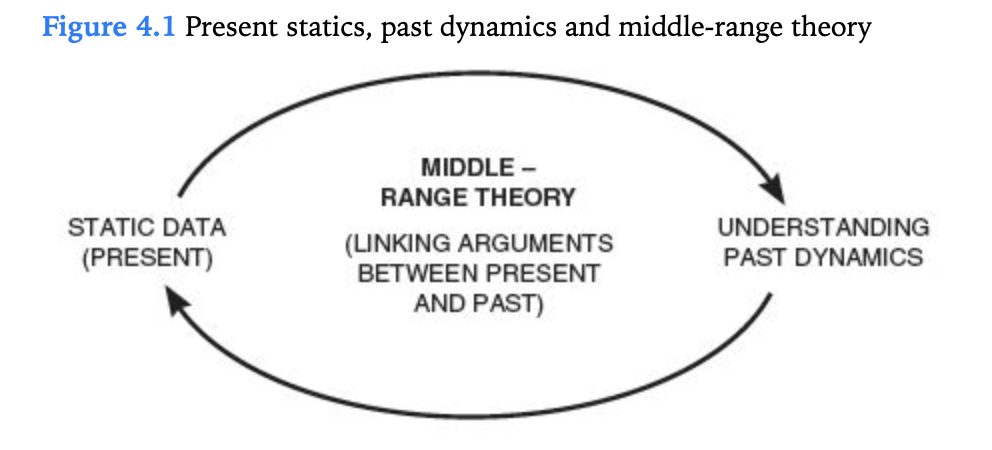 Figure 4.1 Present statics, past dynamics and middle-range theory
MIDDLE –
RANGE THEORY
STATIC DATA
(PRESENT)
(LINKING ARGUMENTS
BETWEEN PRESENT
AND PAST)
UNDERSTANDING
PAST DYNAMICS